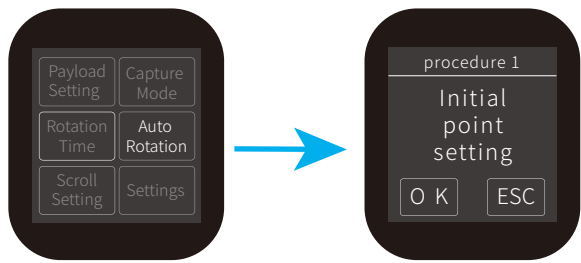 Payload
Setting
Capture
Mode
Rotation
Time
Auto
Rotation
Scroll
Setting
Settings
procedure 1
Initial
point
setting
O K
ESC